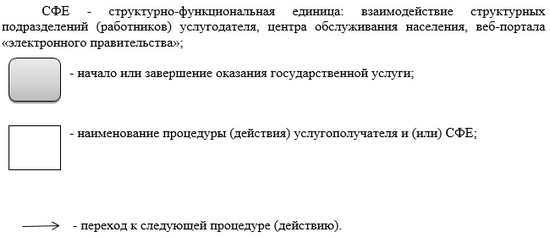 СФЕ - структурно-функциональная единица: взаимодействие структурных
подразделений (работников) услугодателя, центра обслуживания населения, веб-портала
«электронного правительства»;
- начало или завершение оказания государственной услуги;
- наименование процедуры (действия) услугополучателя и (или) СФЕ;
- переход к следующей процедуре (действию).